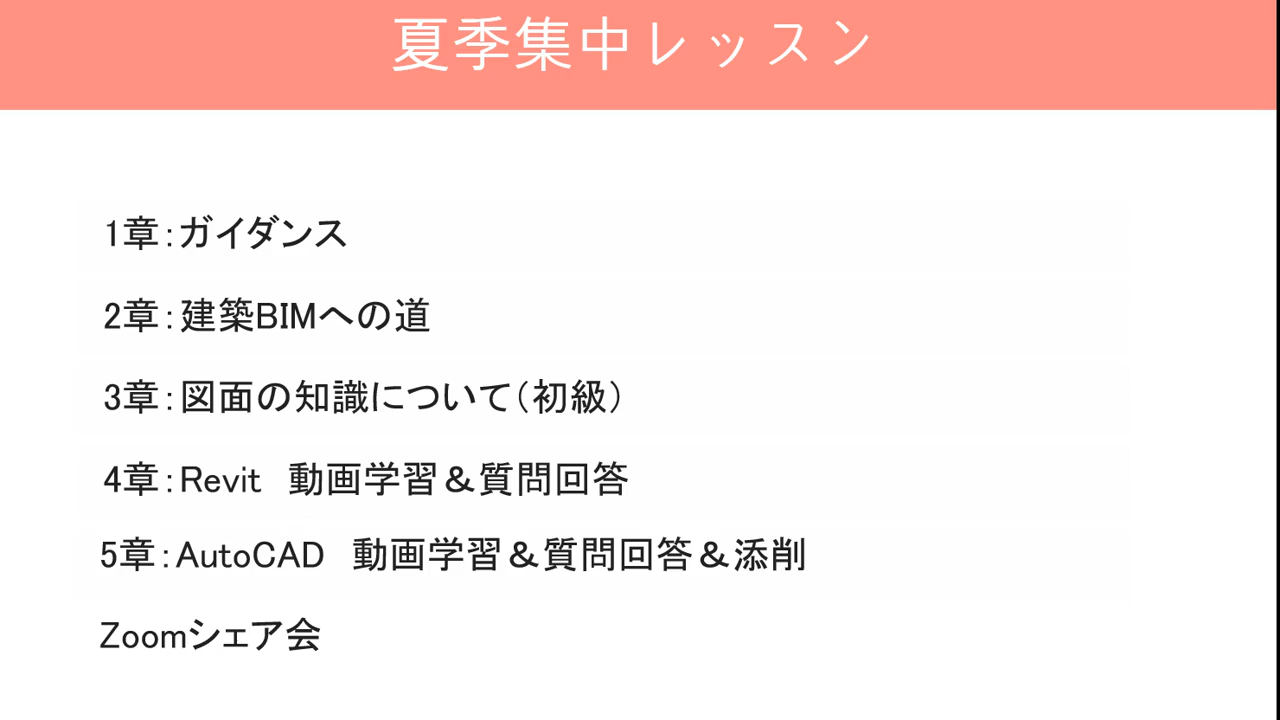 夏季集中レッスン
1章：ガイダンス
2章：建築BIMへの道
3章：図面の知識について（初級）
4章：Revit　動画学習＆質問回答
5章：AutoCAD　動画学習＆質問回答＆添削
Zoomシェア会